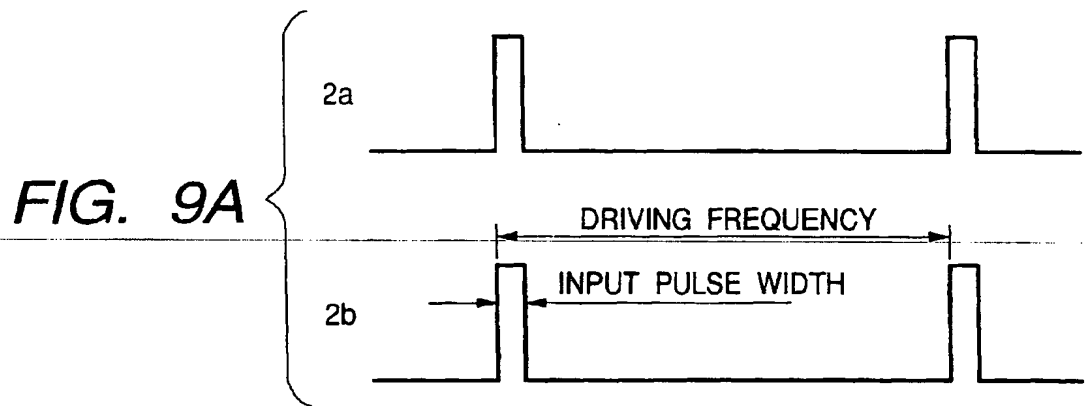 2a
FIG. 9A
DRIVING FREQUENCY
INPUT PULSE WIDTH
2b